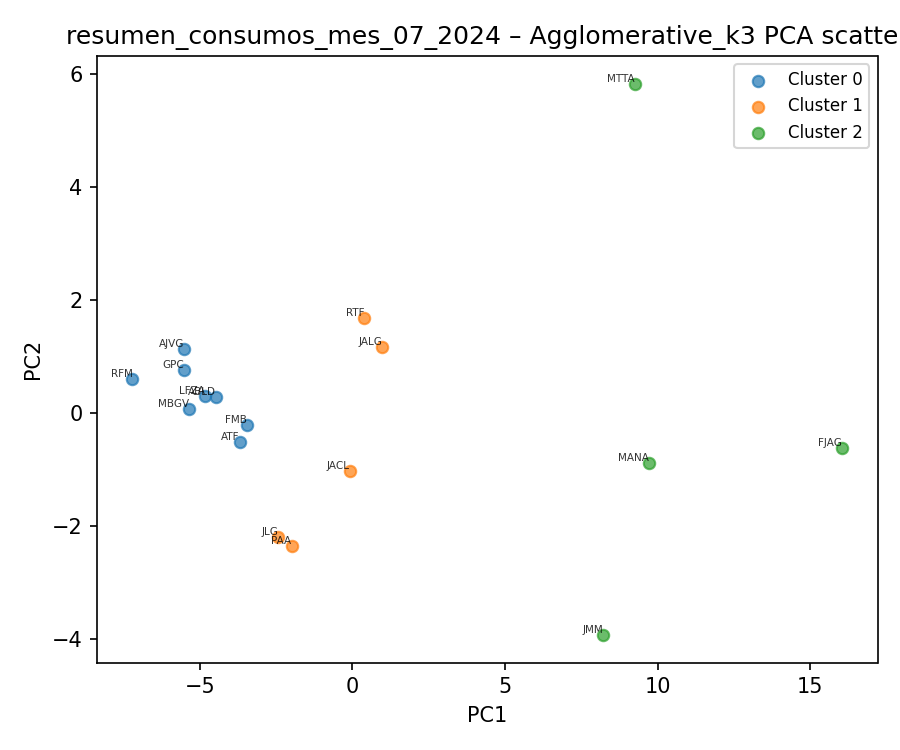 resumen_consumos_mes_07_2024 – Agglomerative_k3 PCA scatte
Cluster 0
Cluster 1
Cluster 2
MTTA
RTF
JALG
AJVG
GPC
RFM
MBGV
FMB
ATF
JACL
JLG
PAA
MANA
FJAG
JMM
PC2
6
4
2
0
−2
−4
−5
0
5
10
15
PC1